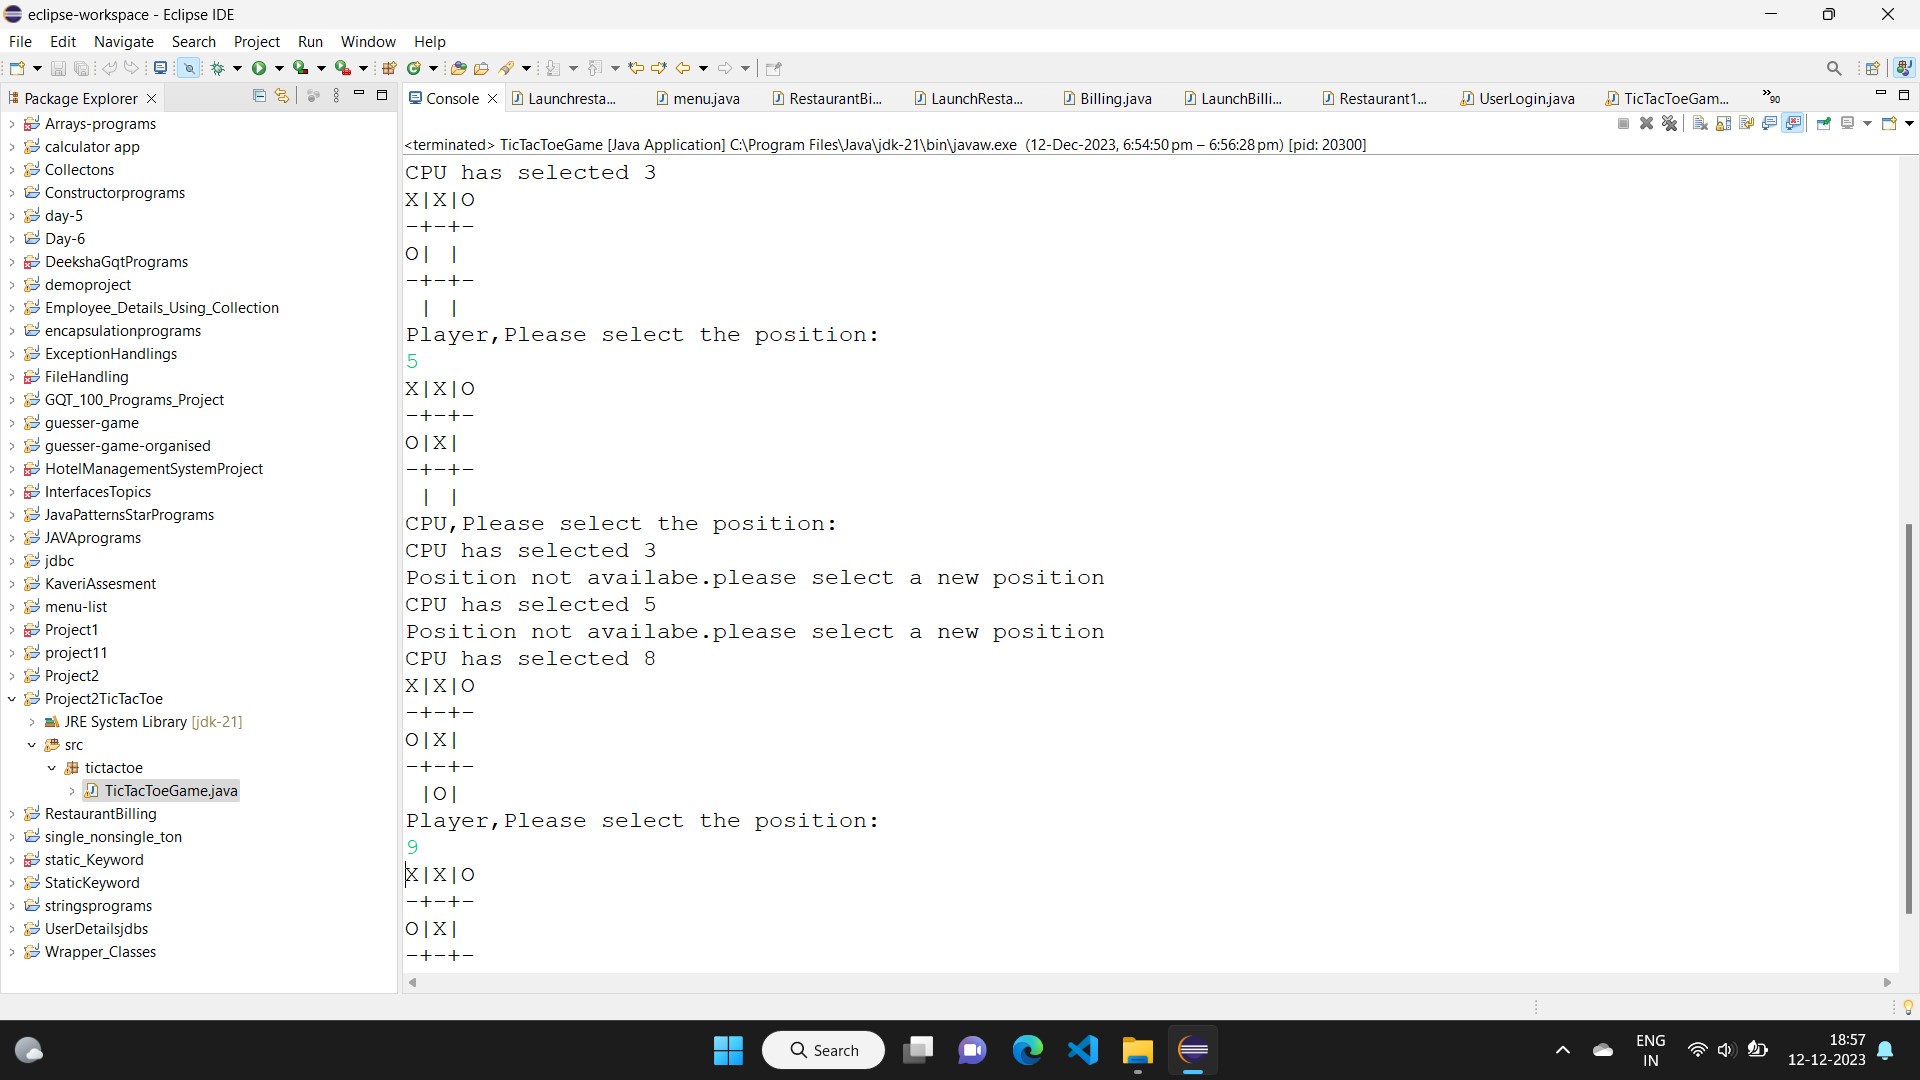 eclipse-workspace - Eclipse IDE
File Edit Navigate Search Project Run Window Help
Package Explorer
Console Launchresta... menu.java RestaurantBi... LaunchResta... Billing.java LaunchBilli... Restaurant1... UserLogin.java TicTacToeGam... »90
<terminated> TicTacToeGame [Java Application] C:\Program Files\Java\jdk-21\bin\javaw.exe (12-Dec-2023, 6:54:50 pm – 6:56:28 pm) [pid: 20300]
Arrays-programs
calculator app
Collectons
Constructorprograms
day-5
Day-6
DeekshaGqtPrograms
demoproject
Employee_Details_Using_Collection
encapsulationprograms
ExceptionHandlings
FileHandling
GQT_100_Programs_Project
guesser-game
guesser-game-organised
HotelManagementSystemProject
InterfacesTopics
JavaPatternsStarPrograms
JAVAprograms
jdbc
KaveriAssesment
menu-list
Project1
project11
Project2
Project2TicTacToe
JRE System Library [jdk-21]
src
tictactoe
TicTacToeGame.java
RestaurantBilling
single_nonsingle_ton
static_Keyword
StaticKeyword
stringsprograms
UserDetailsjdbs
Wrapper_Classes
CPU has selected 3
X|X|O
-+-+-
O| |
-+-+-
 | |
Player,Please select the position:
5
X|X|O
-+-+-
O|X|
-+-+-
 | |
CPU,Please select the position:
CPU has selected 3
Position not availabe.please select a new position
CPU has selected 5
Position not availabe.please select a new position
CPU has selected 8
X|X|O
-+-+-
O|X|
-+-+-
 |O|
Player,Please select the position:
9
X|X|O
-+-+-
O|X|
-+-+-
Search
ENG
IN
18:57
12-12-2023